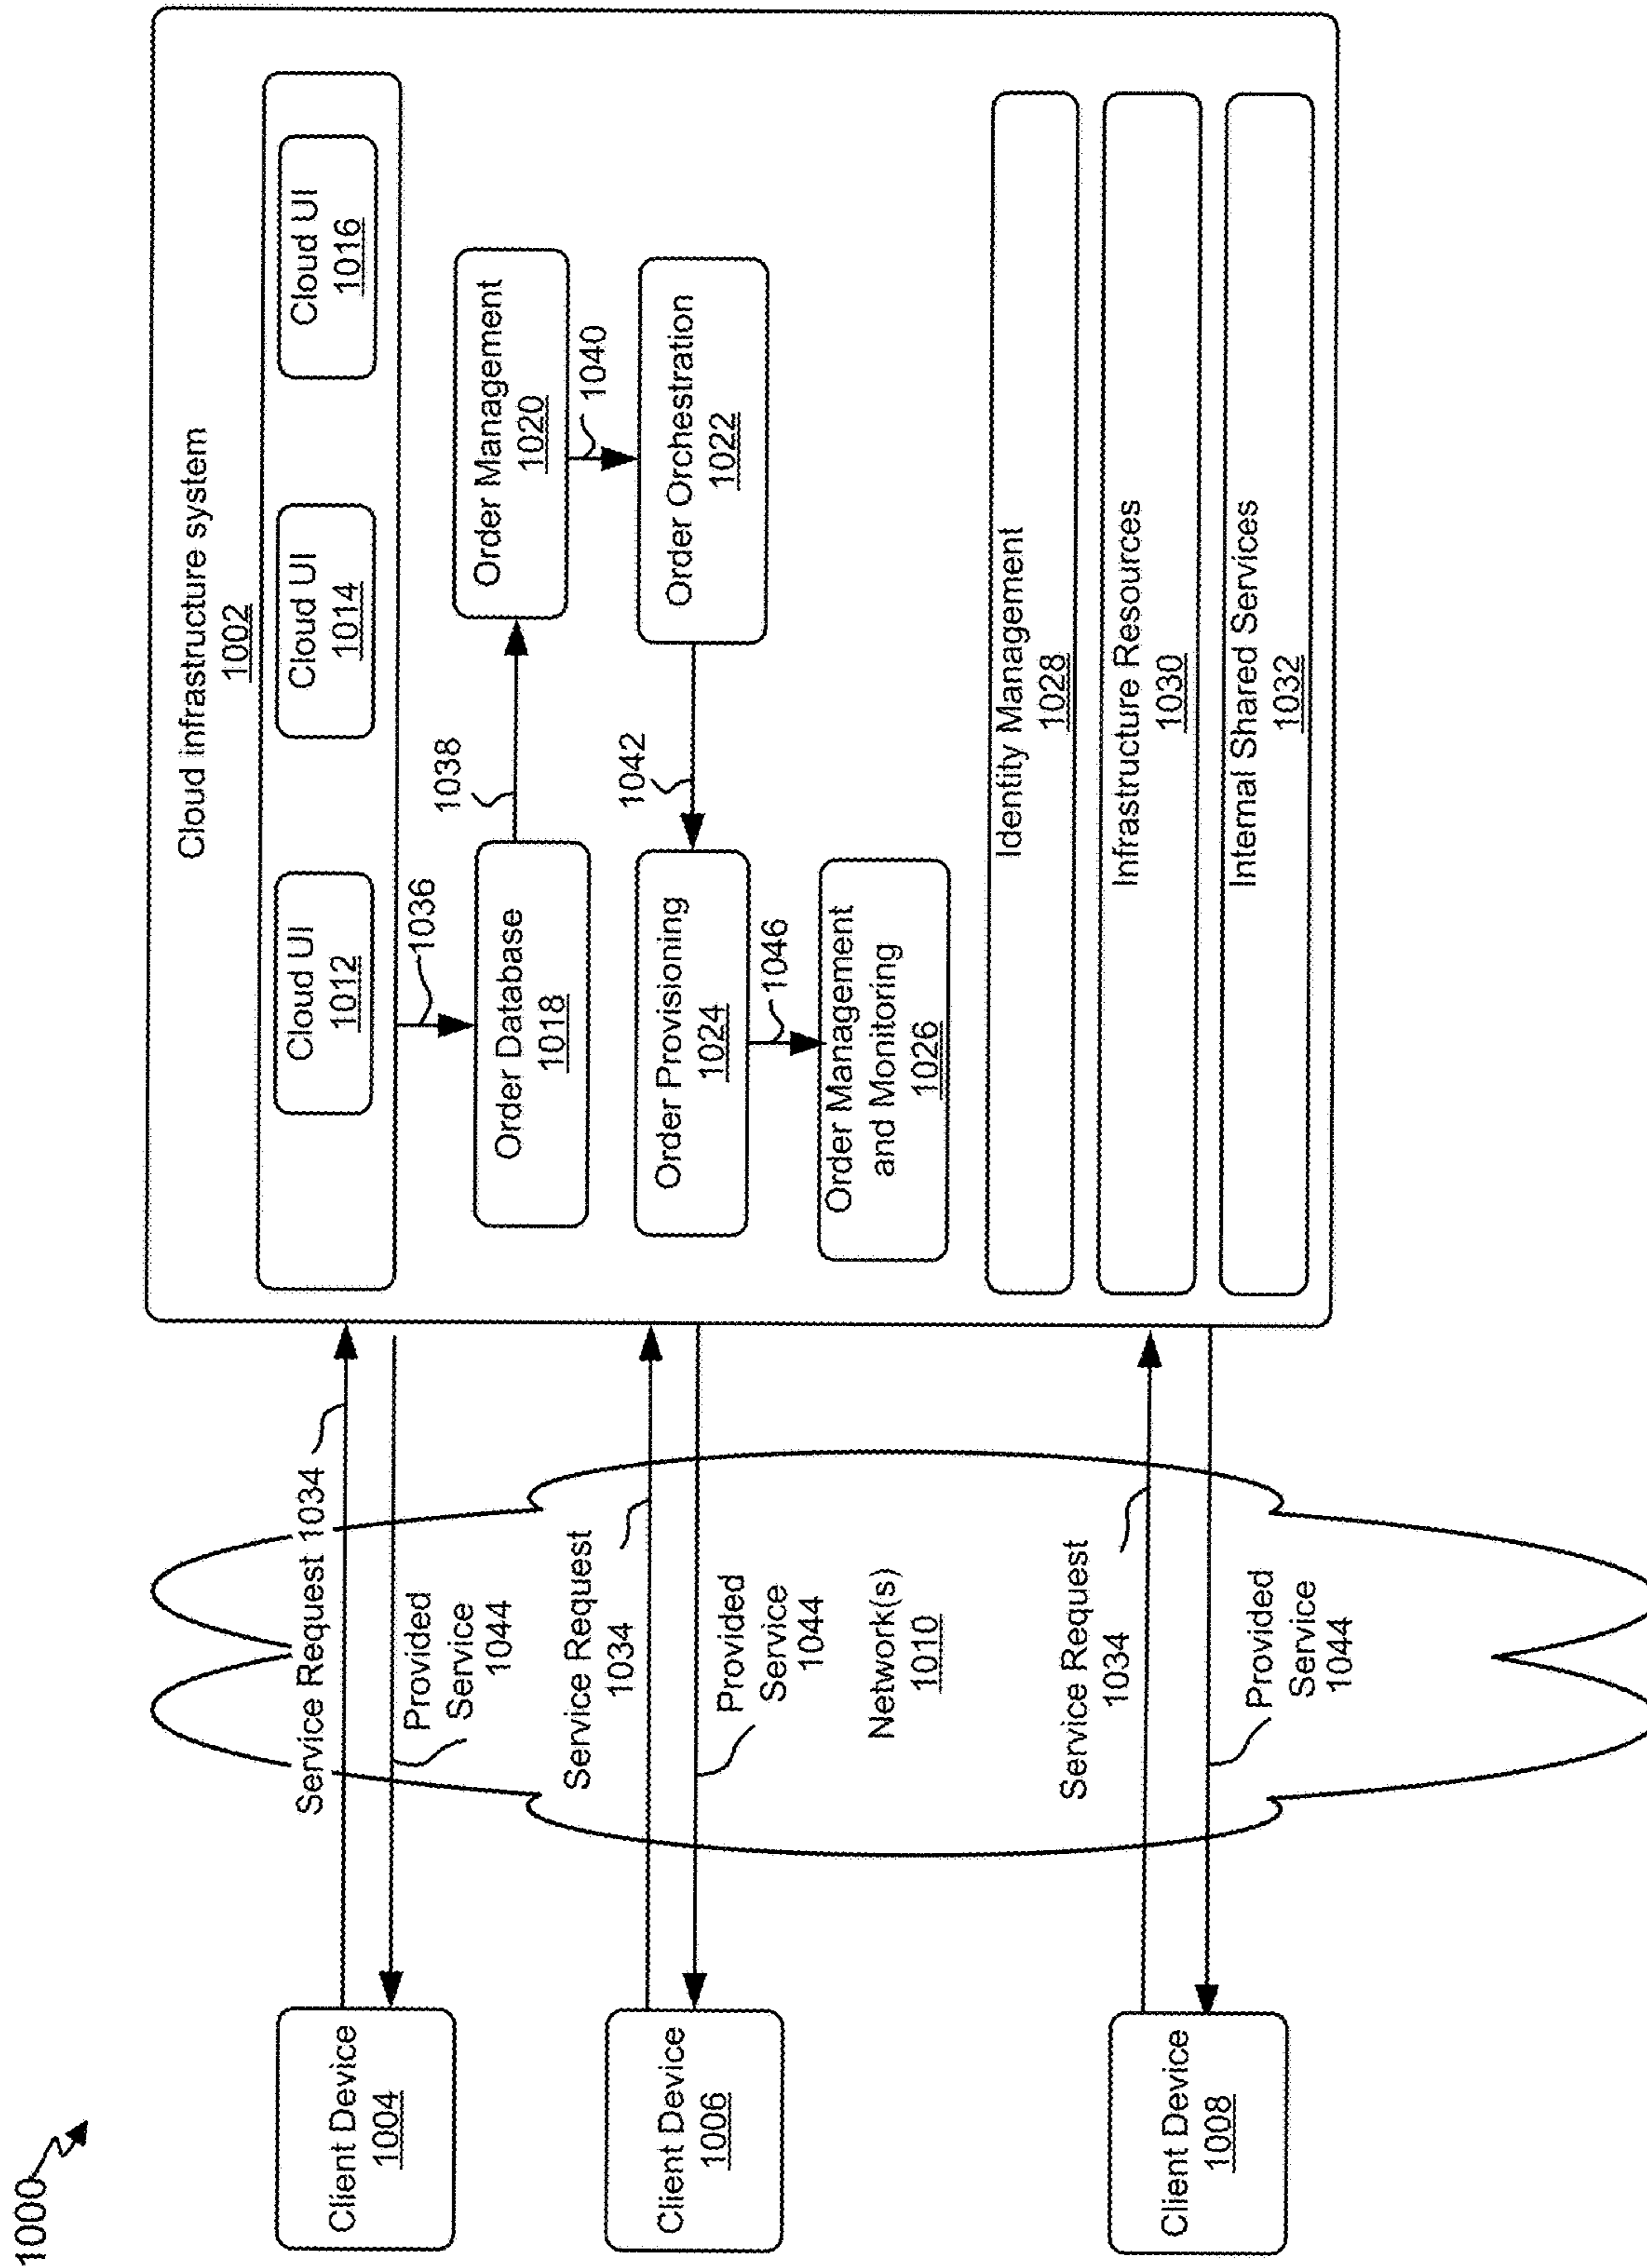 1000
Client Device
1004
Client Device
1006
Client Device
1008
Service Request 1034
Provided
Service
1044
Service Request
1034
Provided
Service
1044
Network(s)
1010
Service Request
1034
Provided
Service
1044
Cloud infrastructure system
1002
Cloud UI
1012
Cloud UI
1014
Cloud UI
1016
1036
Order Database
1018
1038
Order Management
1020
1040
Order Orchestration
1022
1042
Order Provisioning
1024
1046
Order Management
and Monitoring
1026
Identity Management
1028
Infrastructure Resources
1030
Internal Shared Services
1032